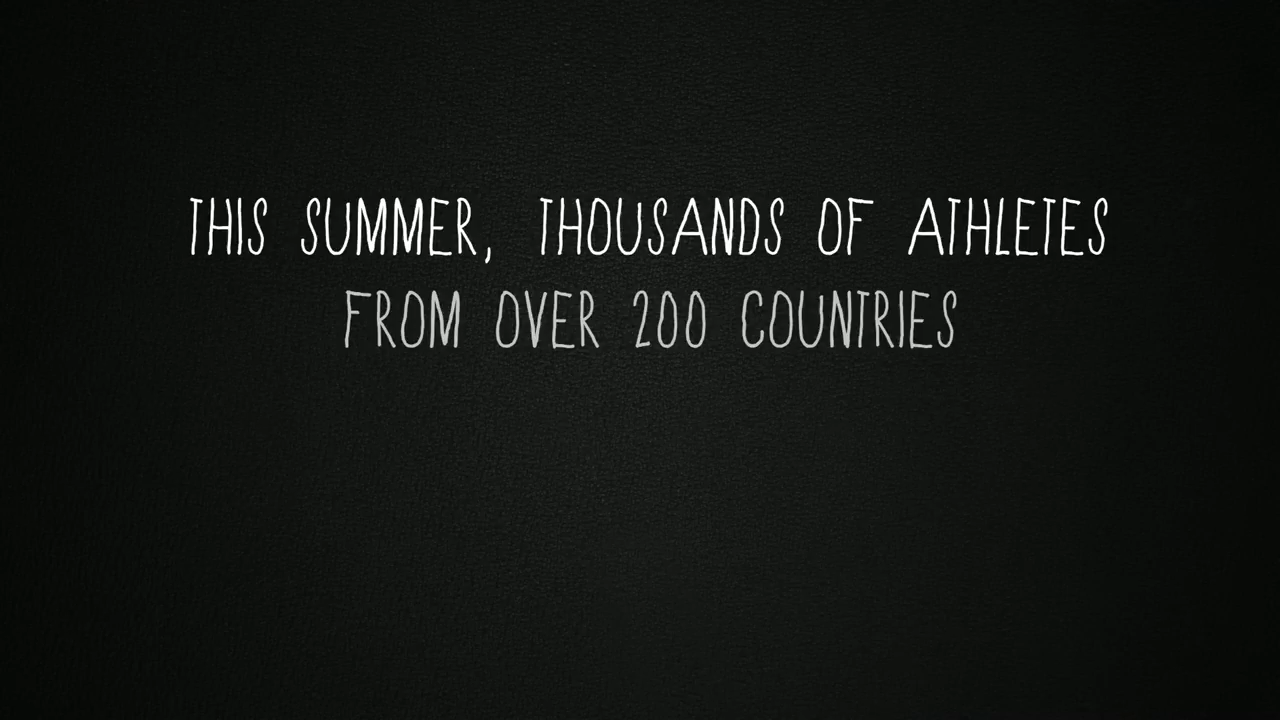 THIS SUMMER, THOUSANDS OF ATHLETES
FROM OVER 200 COUNTRIES